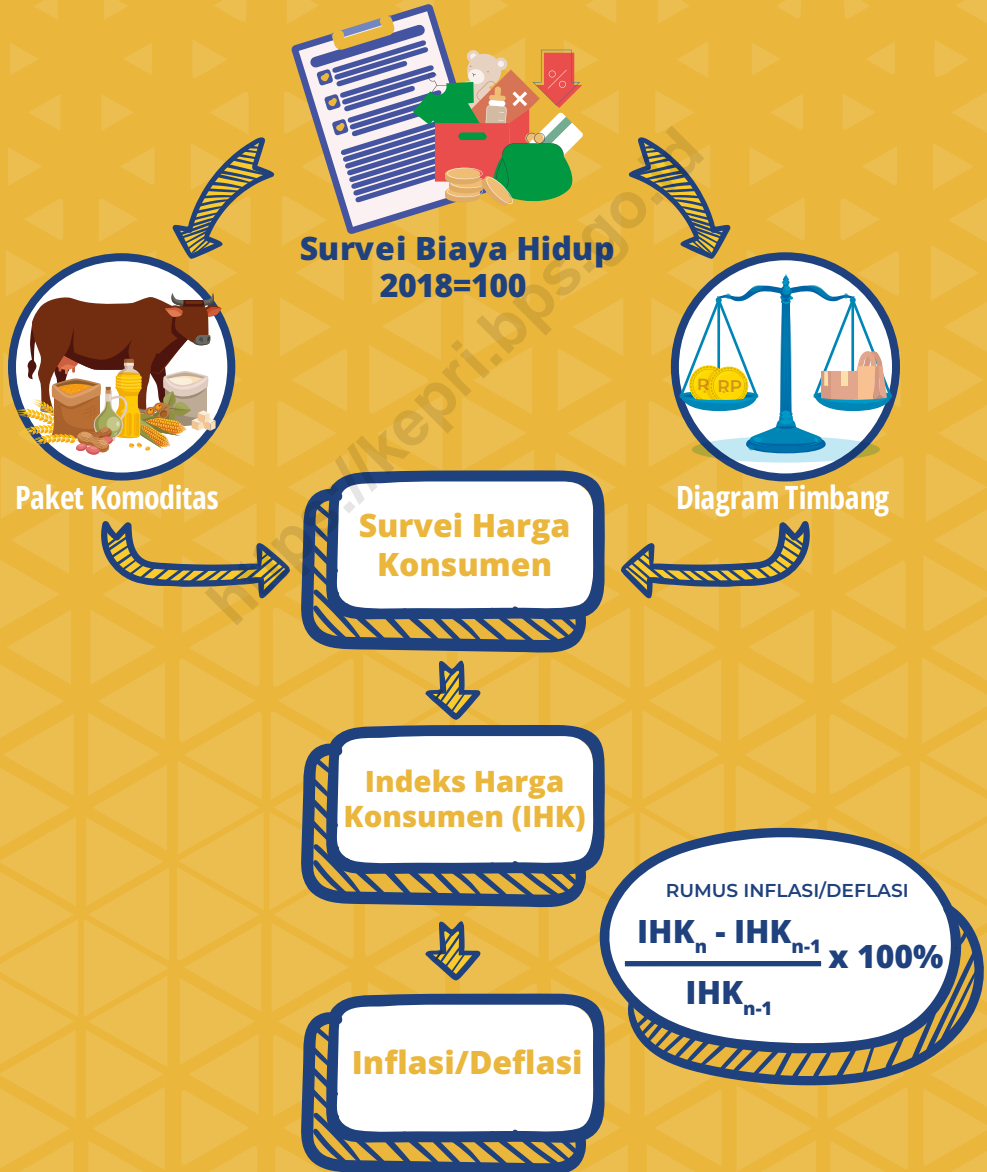 Survei Biaya Hidup
2018=100
Paket Komoditas
Diagram Timbang
RP
Survei Harga
Konsumen
Indeks Harga
Konsumen (IHK)
RUMUS INFLASI/DEFLASI
IHKn - IHKn-1
x 100%
IHKn-1
Inflasi/Deflasi
https://kepri.bps.go.id